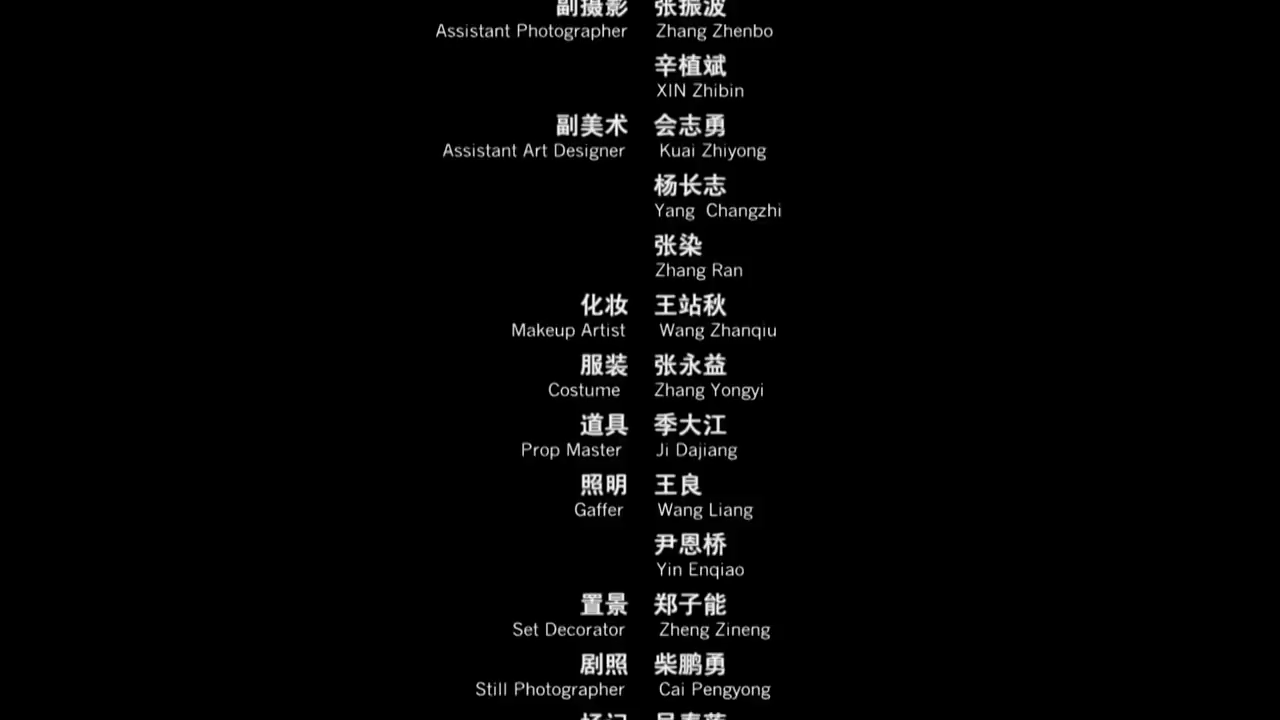 副摄影 张振波
Assistant Photographer Zhang Zhenbo
辛植斌
XIN Zhibin
副美术 会志勇
Assistant Art Designer Kuai Zhiyong
杨长志
Yang Changzhi
张染
Zhang Ran
化妆 王站秋
Makeup Artist Wang Zhanqiu
服装 张永益
Costume Zhang Yongyi
道具 季大江
Prop Master Ji Dajiang
照明 王良
Gaffer Wang Liang
尹恩桥
Yin Enqiao
置景 郑子能
Set Decorator Zheng Zineng
剧照 柴鹏勇
Still Photographer Cai Pengyong